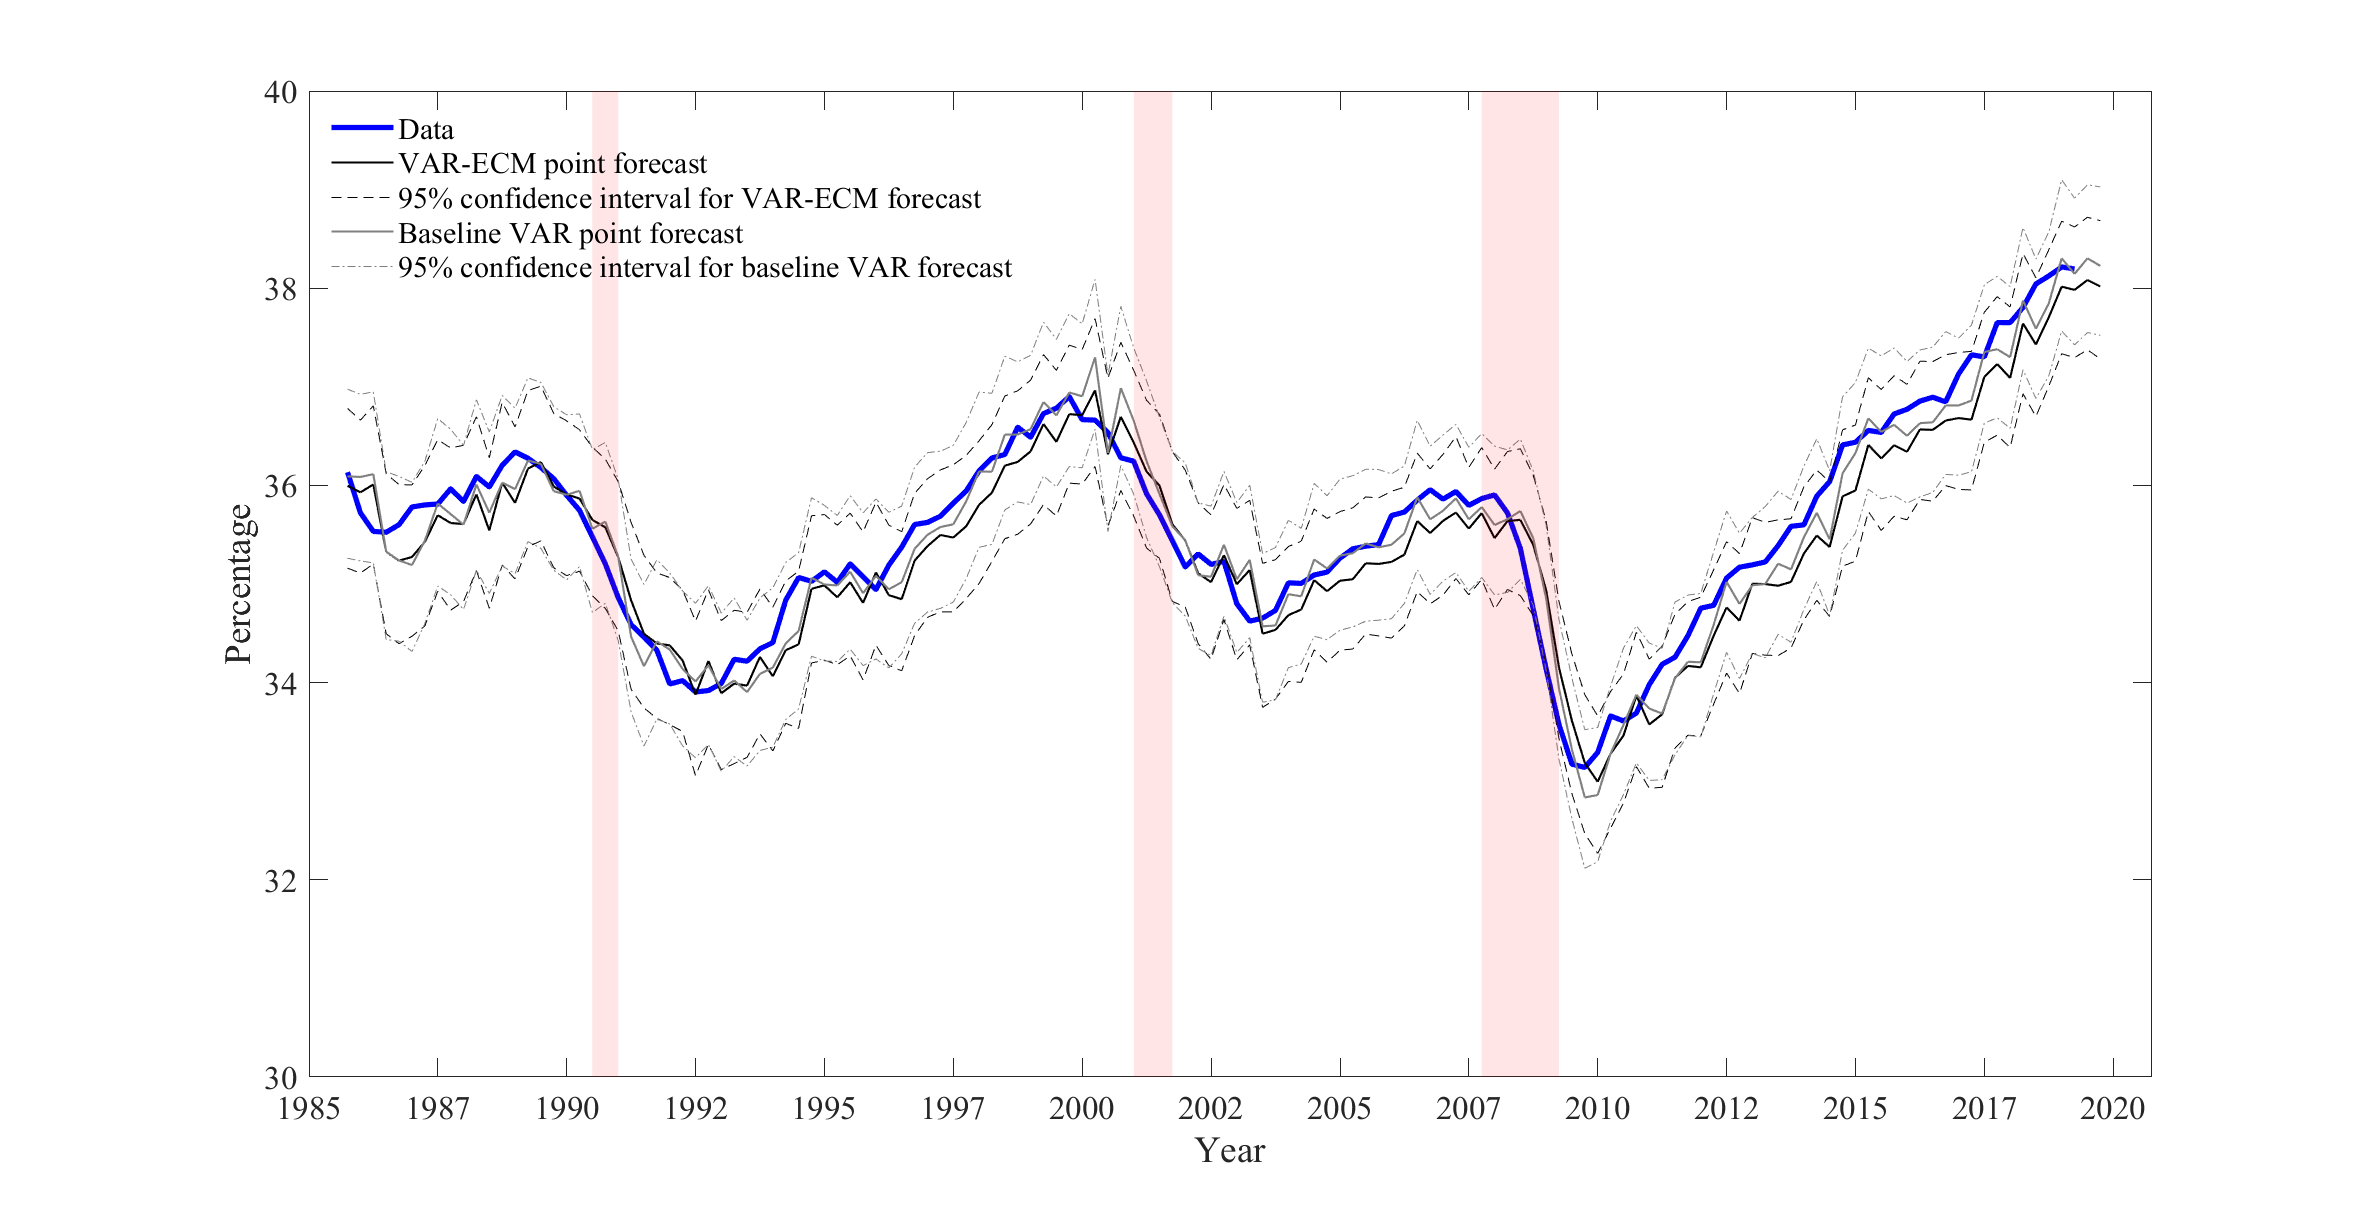 40
Data
VAR-ECM point forecast
95% confidence interval for VAR-ECM forecast
Baseline VAR point forecast
95% confidence interval for baseline VAR forecast
38
36
34
32
30
Percentage
1985 1987 1990 1992 1995 1997 2000 2002 2005 2007 2010 2012 2015 2017 2020
Year